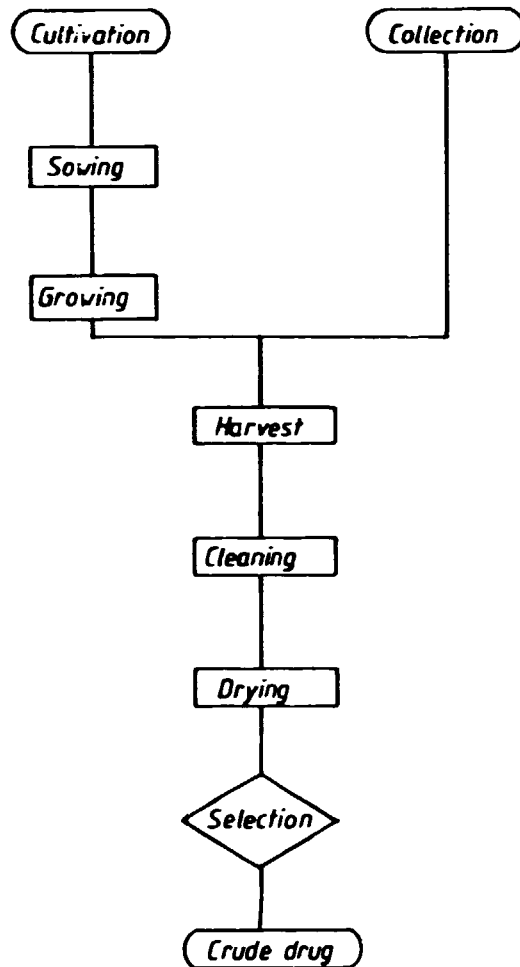 Cultivation
Collection
Sowing
Growing
Harvest
Cleaning
Drying
Selection
Crude drug